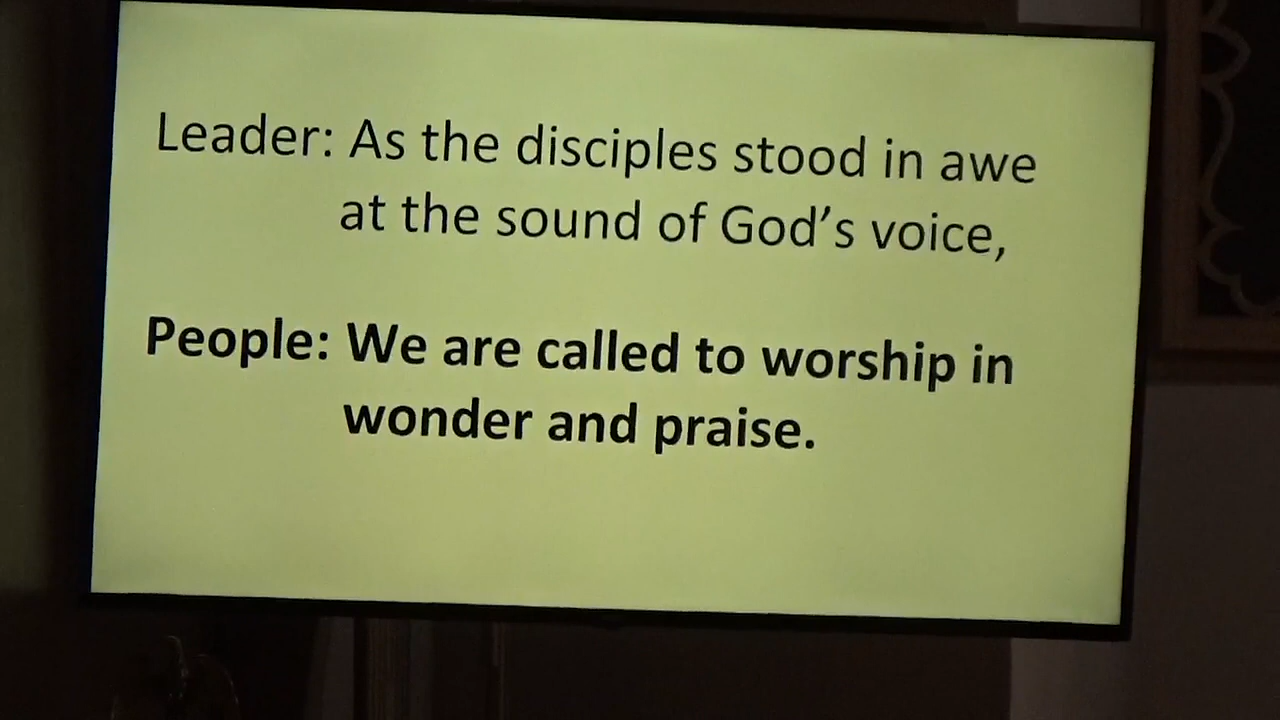 Leader: As the disciples stood in awe
at the sound of God’s voice,
People: We are called to worship in
wonder and praise.